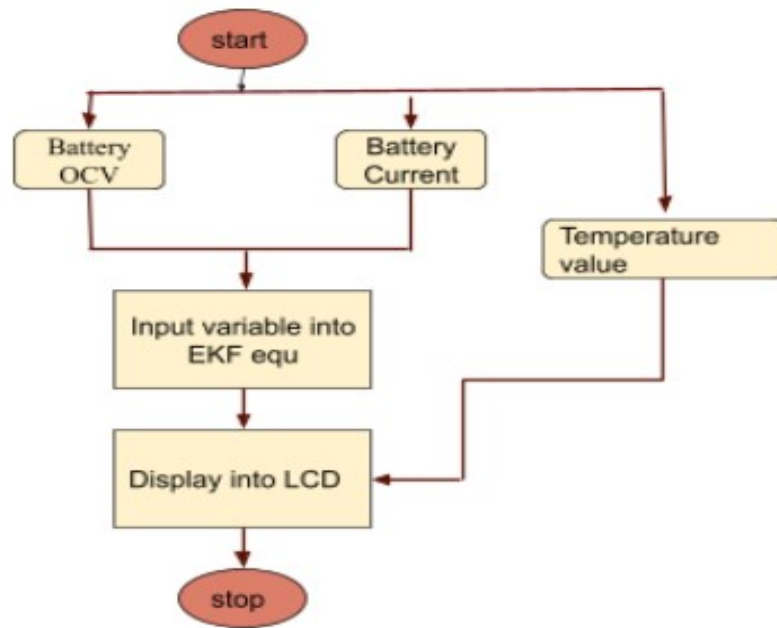 start
Battery
OCV
Battery
Current
Temperature
value
Input variable into
EKF equ
Display into LCD
stop